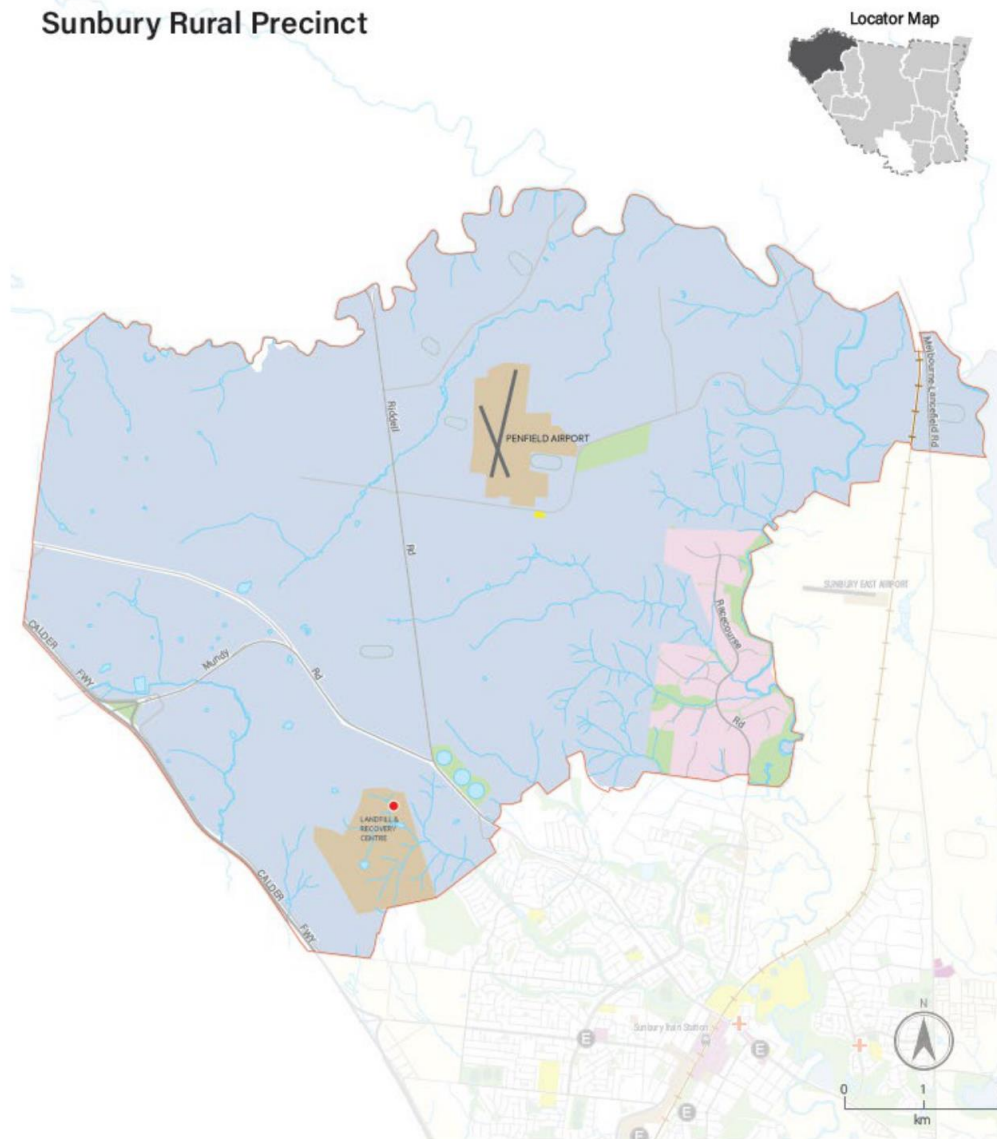 Sunbury Rural Precinct
Locator Map
Melbourne-Lancefield Rd
Riddell
Rd
PENFIELD AIRPORT
SUNBURY EAST AIRPORT
Racecourse
Rd
CALDER
FWY
Mundy
Rd
LANDFILL &
RECOVERY
CENTRE
CALDER
FWY
Sunbury Train Station
E
E
E
E
N
0
1
km